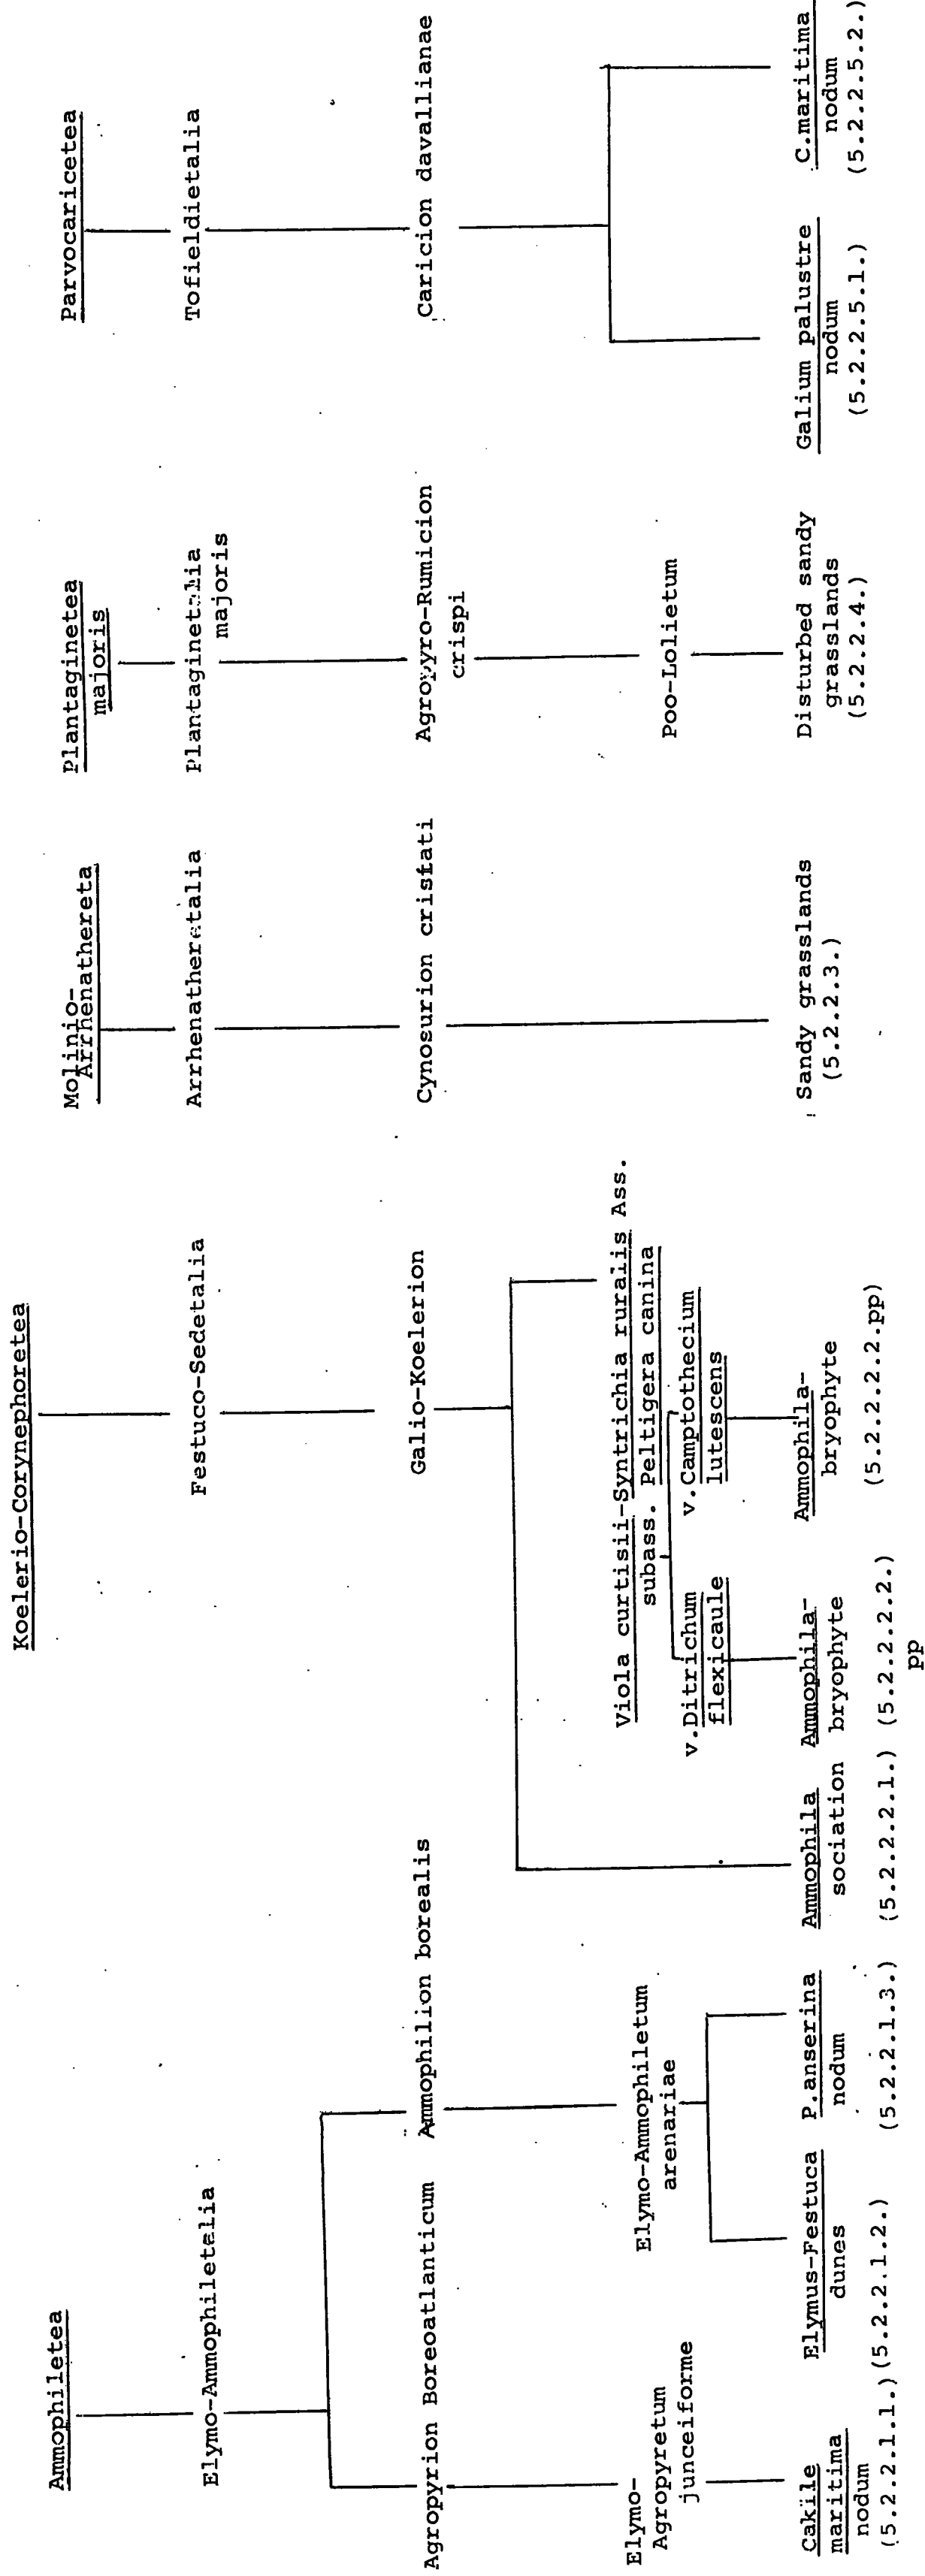 Ammophiletea
Elymo-Ammophiletalia
Agropyrion Boreoatlanticum
Ammophilion borealis
Elymo-
Agropyretum
junceiforme
Elymo-Ammophiletum
arenariae
Cakile
maritima
nodum
(5.2.2.1.1.)
Elymus-Festuca
dunes
(5.2.2.1.2.)
P.anserina
nodum
(5.2.2.1.3.)
Koelerio-Corynephoretea
Festuco-Sedetalia
Galio-Koelerion
Viola curtisii-Syntrichia ruralis Ass.
subass. Peltigera canina
v.Ditrichum
flexicaule
v.Camptothecium
lutescens
Ammophila
sociation
(5.2.2.2.1.)
Ammophila-
bryophyte
(5.2.2.2.2.)
pp
Ammophila-
bryophyte
(5.2.2.2.2.pp)
Molinio-
Arrhenathereta
Arrhenatheretalia
Cynosurion cristati
Sandy grasslands
(5.2.2.3.)
Plantaginetea
majoris
Plantaginetalia
majoris
Agropyro-Rumicion
crispi
Poo-Lolietum
Disturbed sandy
grasslands
(5.2.2.4.)
Parvocaricetea
Tofieldietalia
Caricion davallianae
Galium palustre
nodum
(5.2.2.5.1.)
C.maritima
nodum
(5.2.2.5.2.)